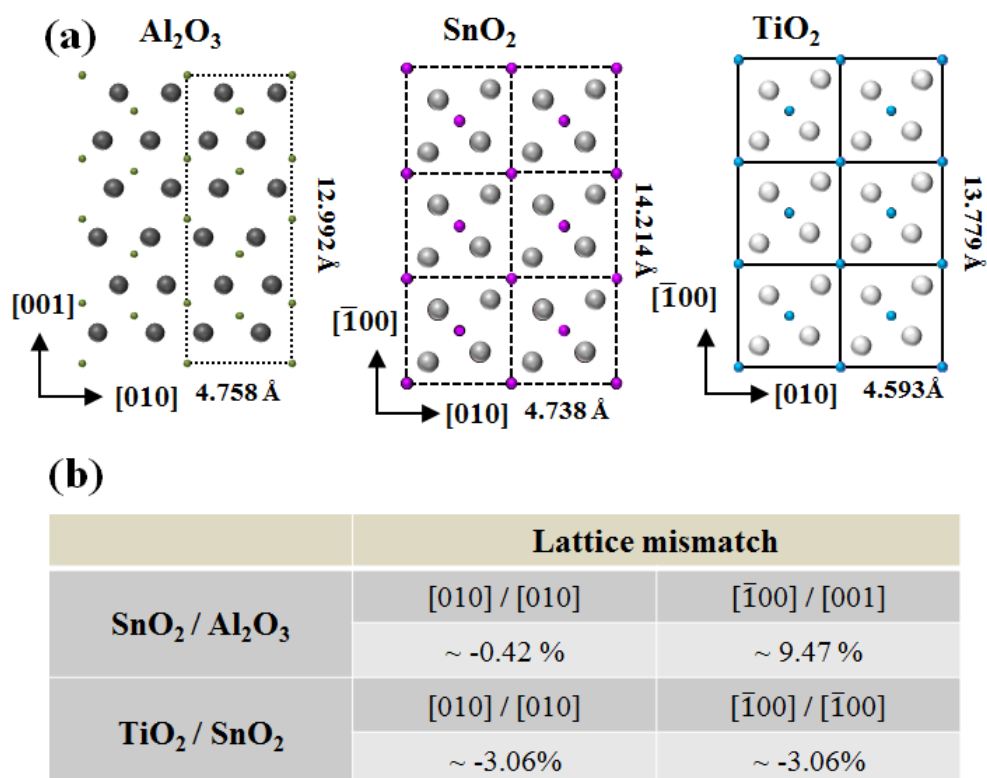 (a)
Al₂O₃
SnO₂
TiO₂
12.992 Å
14.214 Å
13.779 Å
[001]
[1̅00]
[1̅00]
[010]
4.758 Å
[010]
4.738 Å
[010]
4.593Å
(b)
Lattice mismatch
SnO₂ / Al₂O₃
[010] / [010]
[1̅00] / [001]
~ -0.42 %
~ 9.47 %
TiO₂ / SnO₂
[010] / [010]
[1̅00] / [1̅00]
~ -3.06%
~ -3.06%